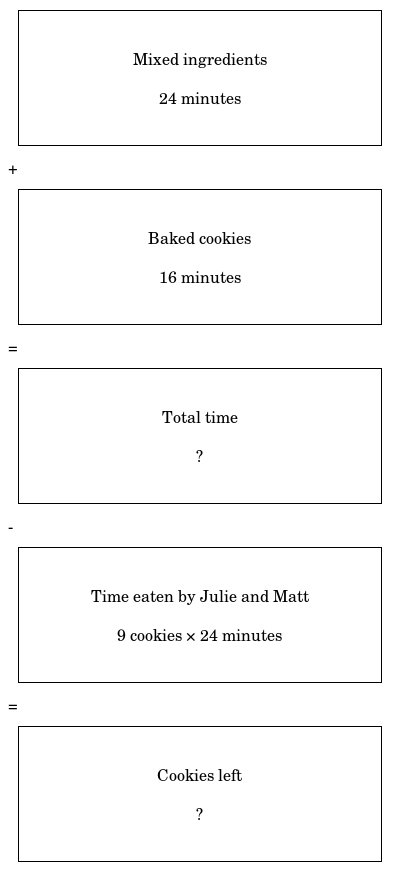 Mixed ingredients
24 minutes
+
Baked cookies
16 minutes
=
Total time
?
-
Time eaten by Julie and Matt
9 cookies × 24 minutes
=
Cookies left
?